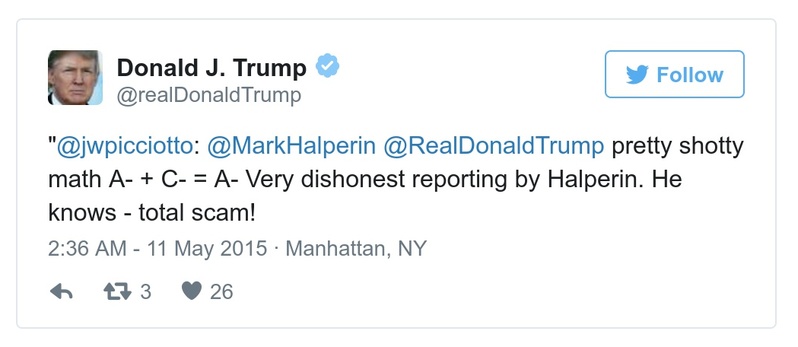 Donald J. Trump
@realDonaldTrump
Follow
"@jwpicciotto: @MarkHalperin @RealDonaldTrump pretty shotty
math A- + C- = A- Very dishonest reporting by Halperin. He
knows - total scam!
2:36 AM - 11 May 2015 · Manhattan, NY
3 26